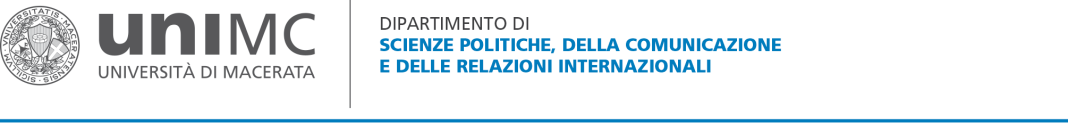 unIMC
UNIVERSITÀ DI MACERATA
DIPARTIMENTO DI
SCIENZE POLITICHE, DELLA COMUNICAZIONE
E DELLE RELAZIONI INTERNAZIONALI